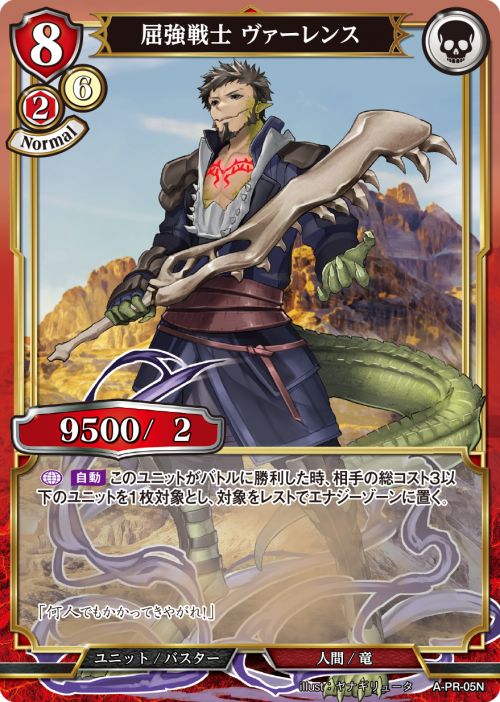 8
屈強戦士 ヴァーレンス
6
2
Normal
9500/ 2
自動 このユニットがバトルに勝利した時、相手の総コスト3以
下のユニットを1枚対象とし、対象をレストでエナジーゾーンに置く。
「何人でもかかってきやがれ!」
ユニット / バスター
人間 / 竜
illust:ヤナギリュータ
A-PR-05N